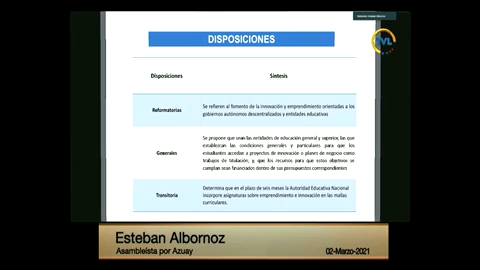 DISPOSICIONES
Disposiciones
Síntesis
Reformatorias
Se refieren al fomento de la innovación y emprendimiento orientadas a los
gobiernos autónomos descentralizados y entidades educativas
Generales
Se propone que sean las entidades de educación general y superior, las que
establezcan las condiciones generales y particulares para que los
estudiantes accedan a proyectos de innovación o planes de negocio como
trabajos de titulación, y, que los recursos para que estos objetivos se
cumplan sean financiados dentro de sus presupuestos correspondientes
Transitoria
Determina que en el plazo de seis meses la Autoridad Educativa Nacional
incorpore asignaturas sobre emprendimiento e innovación en las mallas
curriculares.
Esteban Albornoz
Asambleísta por Azuay
02-Marzo-2021